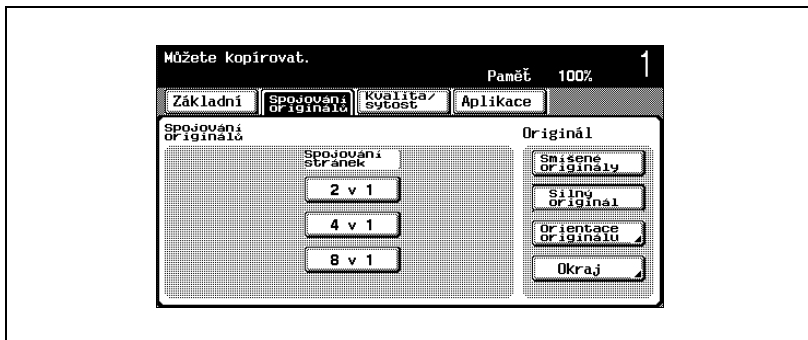 Můžete kopírovat.
1
Paměť 100%
Základní
Spojování
originálů
Kvalita/
sytost
Aplikace
Spojování
originálů
Originál
Spojování
stránek
2 v 1
4 v 1
8 v 1
Smíšené
originály
Silný
originál
Orientace
originálu
Okraj